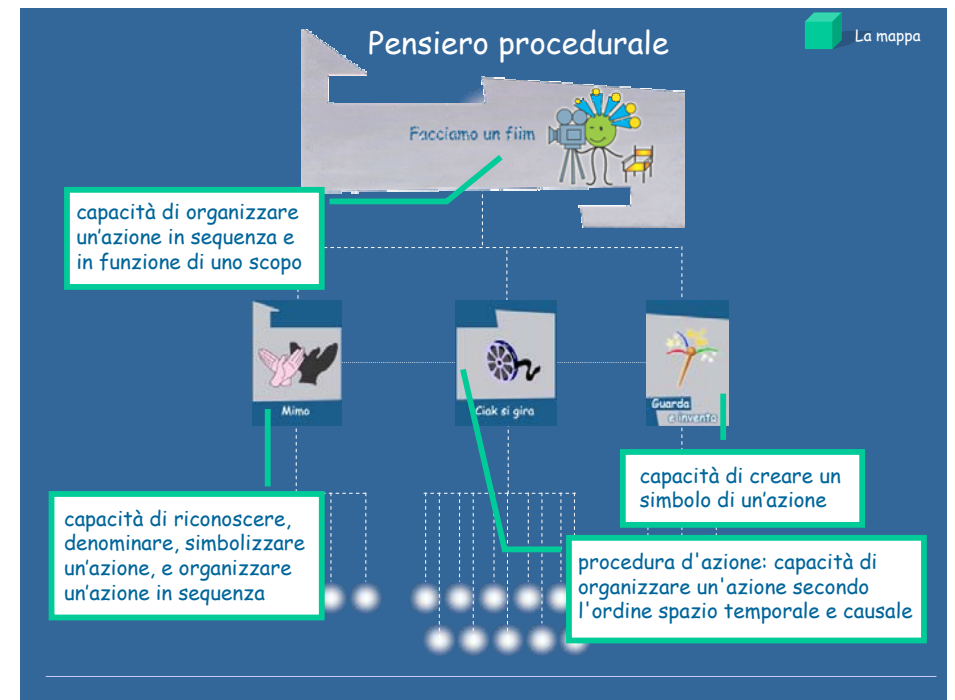 Pensiero procedurale
La mappa
Facciamo un film
capacità di organizzare
un'azione in sequenza e
in funzione di uno scopo
Mimo
Ciak si gira
Guarda
e inventa
capacità di creare un
simbolo di un'azione
capacità di riconoscere,
denominare, simbolizzare
un'azione, e organizzare
un'azione in sequenza
procedura d'azione: capacità di
organizzare un'azione secondo
l'ordine spazio temporale e causale